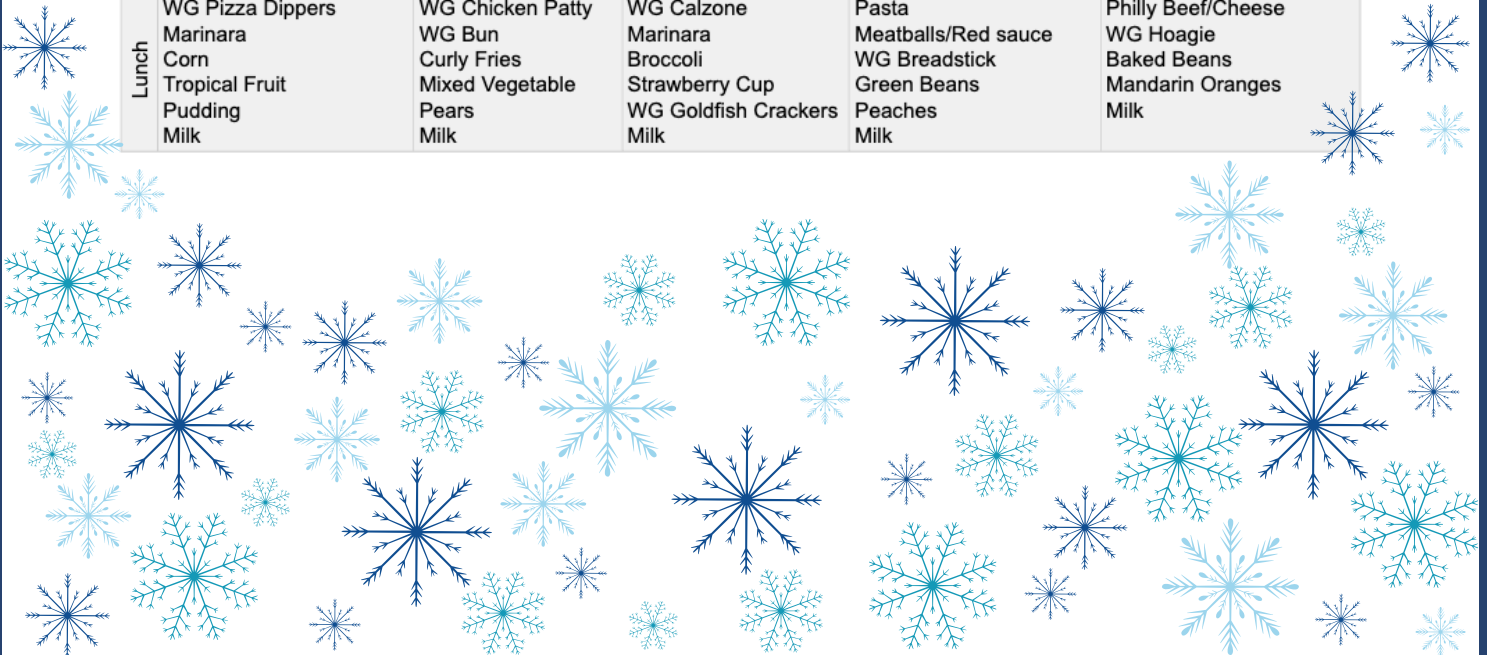 Lunch
WG Pizza Dippers
Marinara
Corn
Tropical Fruit
Pudding
Milk
WG Chicken Patty
WG Bun
Curly Fries
Mixed Vegetable
Pears
Milk
WG Calzone
Marinara
Broccoli
Strawberry Cup
WG Goldfish Crackers
Milk
Pasta
Meatballs/Red sauce
WG Breadstick
Green Beans
Peaches
Milk
Philly Beef/Cheese
WG Hoagie
Baked Beans
Mandarin Oranges
Milk